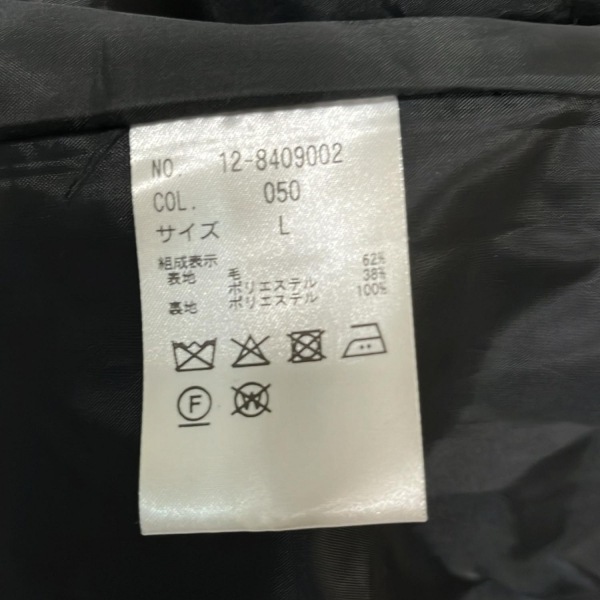 NO. 12-8409002
COL. 050
サイズ L
組成表示
表地 毛 62%
ポリエステル 38%
裏地 ポリエステル 100%
F W